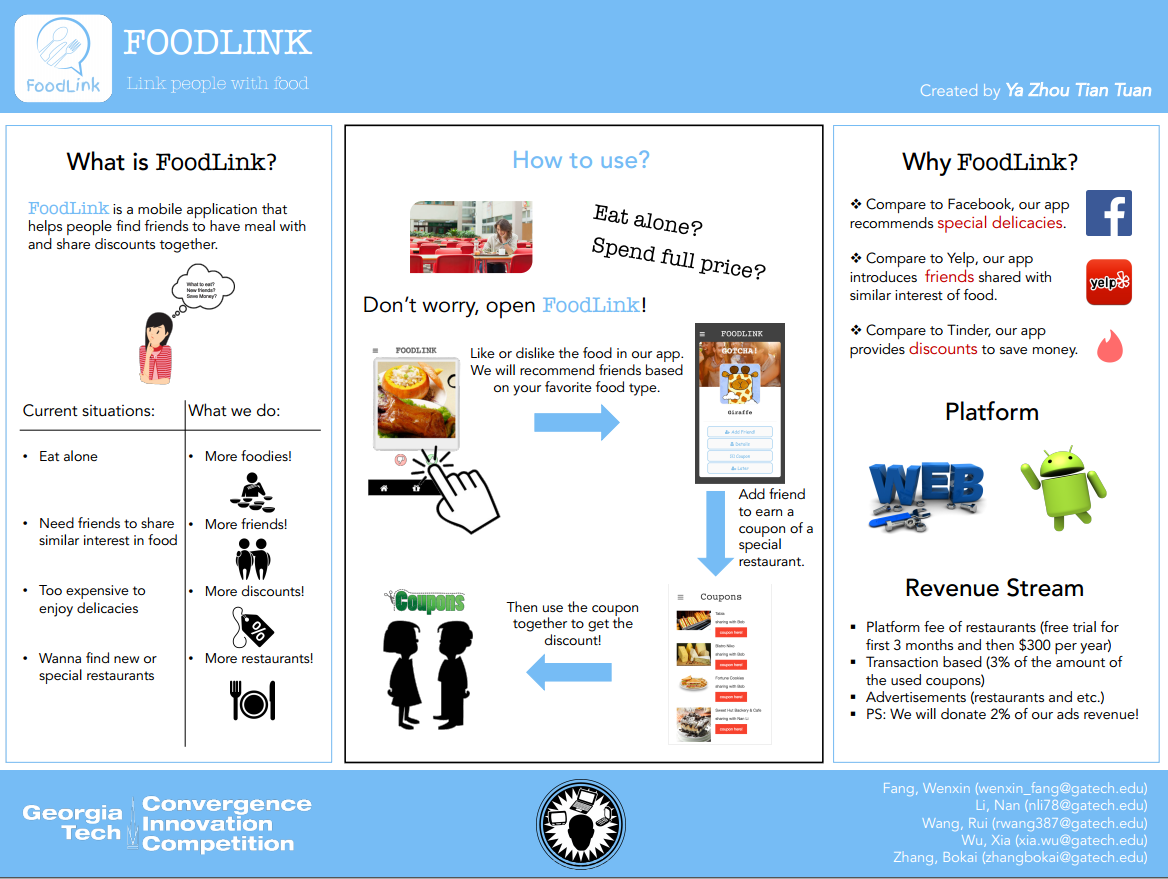 FoodLink
FOODLINK
Link people with food
Created by Ya Zhou Tian Tuan
What is FoodLink?
FoodLink is a mobile application that
helps people find friends to have meal with
and share discounts together.
What to eat?
New friends?
Save Money?
Current situations:
What we do:
• Eat alone
• More foodies!
• Need friends to share
similar interest in food
• More friends!
• Too expensive to
enjoy delicacies
• More discounts!
%
• Wanna find new or
special restaurants
• More restaurants!
How to use?
Eat alone?
Spend full price?
Don't worry, open FoodLink!
FOODLINK
Like or dislike the food in our app.
We will recommend friends based
on your favorite food type.
FOODLINK
GOTCHA!
Giraffe
Add Friend!
Details
Coupon
Later
Add friend
to earn a
coupon of a
special
restaurant.
Coupons
sharing with Bob
coupon here!
Bistro Niko
sharing with Bob
coupon here!
Fortune Cookies
sharing with Bob
coupon here!
Sweet Hut Backery & Cafe
sharing with Nan Li
coupon here!
Then use the coupon
together to get the
discount!
Coupons
Why FoodLink?
❖ Compare to Facebook, our app
recommends special delicacies.
f
❖ Compare to Yelp, our app
introduces friends shared with
similar interest of food.
yelp
❖ Compare to Tinder, our app
provides discounts to save money.
Platform
WEB
Revenue Stream
▪ Platform fee of restaurants (free trial for
first 3 months and then $300 per year)
▪ Transaction based (3% of the amount of
the used coupons)
▪ Advertisements (restaurants and etc.)
▪ PS: We will donate 2% of our ads revenue!
Georgia
Tech
Convergence
Innovation
Competition
Fang, Wenxin (wenxin_fang@gatech.edu)
Li, Nan (nli78@gatech.edu)
Wang, Rui (rwang387@gatech.edu)
Wu, Xia (xia.wu@gatech.edu)
Zhang, Bokai (zhangbokai@gatech.edu)